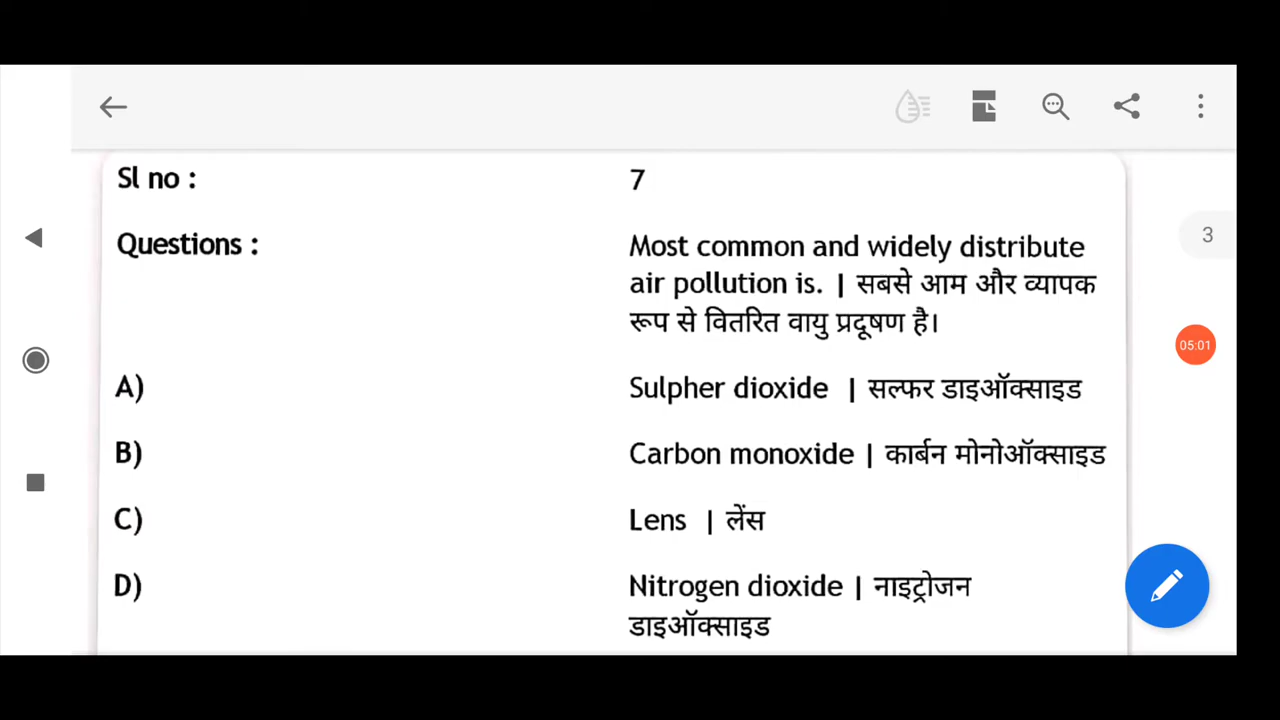 Sl no : 7
Questions : Most common and widely distribute
air pollution is. | सबसे आम और व्यापक
रूप से वितरित वायु प्रदूषण है।
3
05:01
A) Sulpher dioxide | सल्फर डाइऑक्साइड
B) Carbon monoxide | कार्बन मोनोऑक्साइड
C) Lens | लेंस
D) Nitrogen dioxide | नाइट्रोजन
डाइऑक्साइड